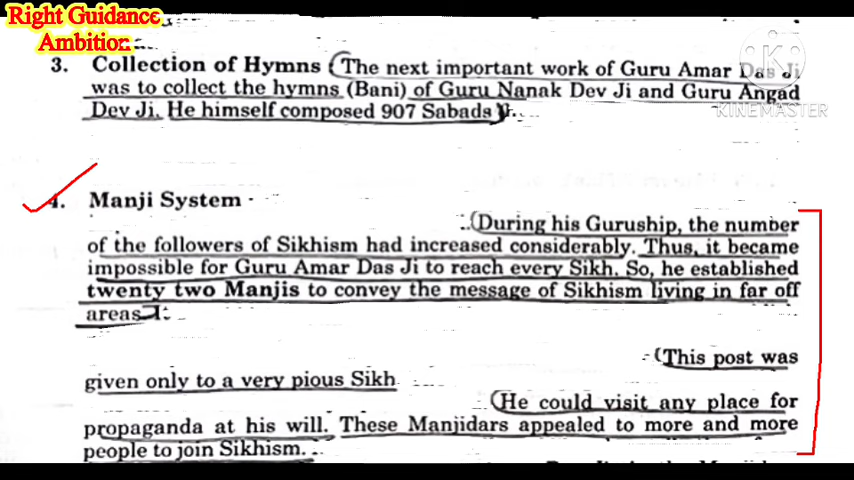 Right Guidance
Ambition
3. Collection of Hymns (The next important work of Guru Amar Das Ji
was to collect the hymns (Bani) of Guru Nanak Dev Ji and Guru Angad
Dev Ji. He himself composed 907 Sabads).
KINEMASTER
4. Manji System
(During his Guruship, the number
of the followers of Sikhism had increased considerably. Thus, it became
impossible for Guru Amar Das Ji to reach every Sikh. So, he established
twenty two Manjis to convey the message of Sikhism living in far off
areas
(This post was
given only to a very pious Sikh
(He could visit any place for
propaganda at his will. These Manjidars appealed to more and more
people to join Sikhism.